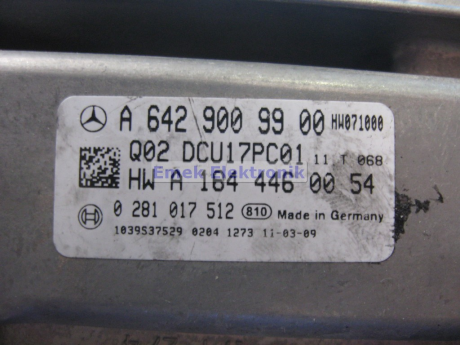 A 642 900 99 00 HW071000
Q02 DCU17PC01 11 T 068
Emek Elektronik
HW A 164 446 00 54
0 281 017 512 810 Made in Germany
1039S37529 0204 1273 11-03-09